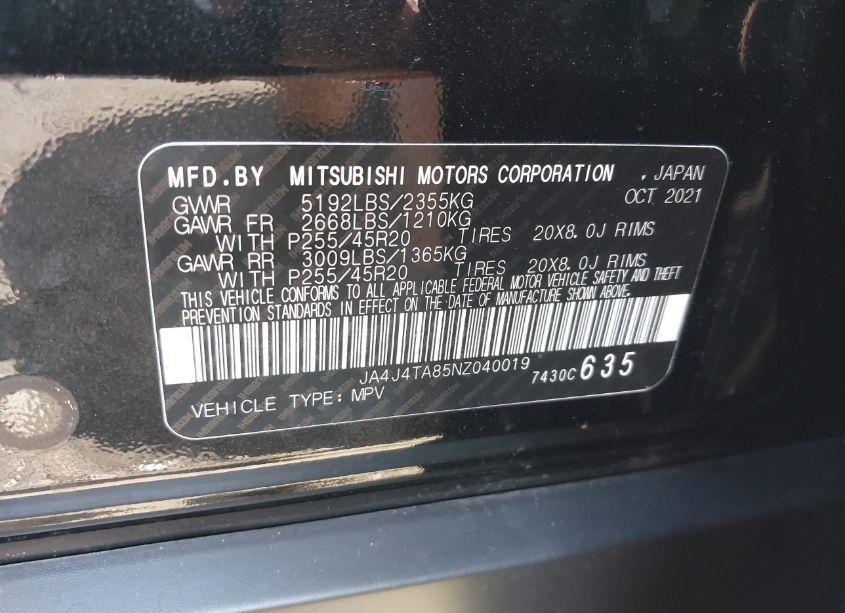 MFD.BY MITSUBISHI MOTORS CORPORATION . JAPAN
GVWR 5192LBS/2355KG OCT 2021
GAWR FR 2668LBS/1210KG
WITH P255/45R20 TIRES 20X8.0J RIMS
GAWR RR 3009LBS/1365KG
WITH P255/45R20 TIRES 20X8.0J RIMS
THIS VEHICLE CONFORMS TO ALL APPLICABLE FEDERAL MOTOR VEHICLE SAFETY AND THEFT
PREVENTION STANDARDS IN EFFECT ON THE DATE OF MANUFACTURE SHOWN ABOVE.
JA4J4TA85NZ040019 7430C 635
VEHICLE TYPE: MPV